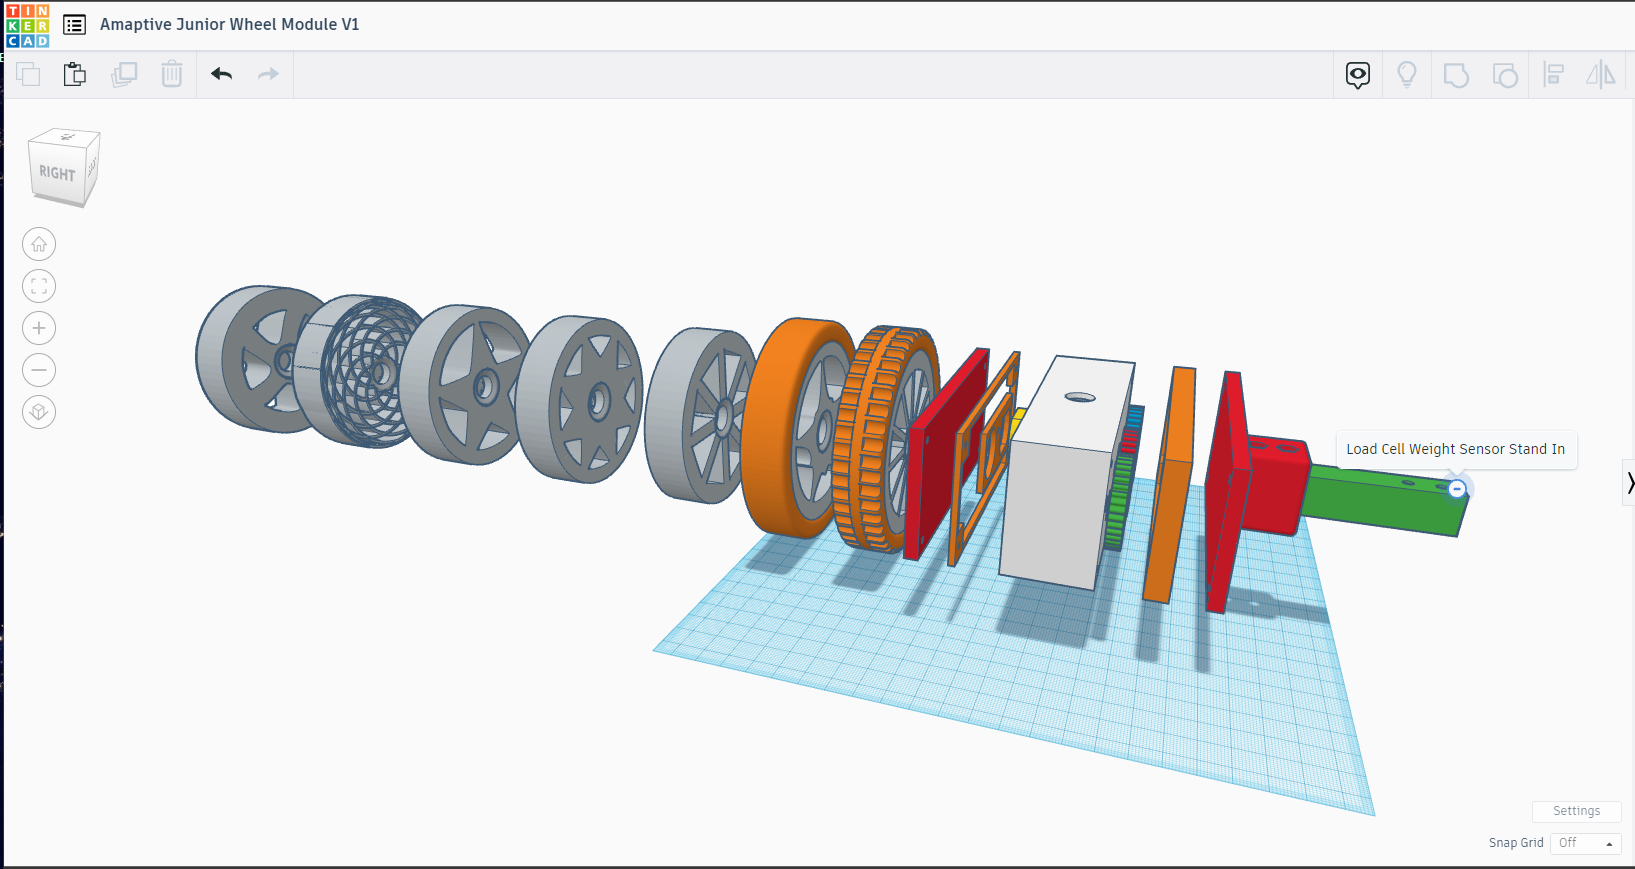 TIN
KER
CAD
Amaptive Junior Wheel Module V1
RIGHT
Load Cell Weight Sensor Stand In
Settings
Snap Grid Off